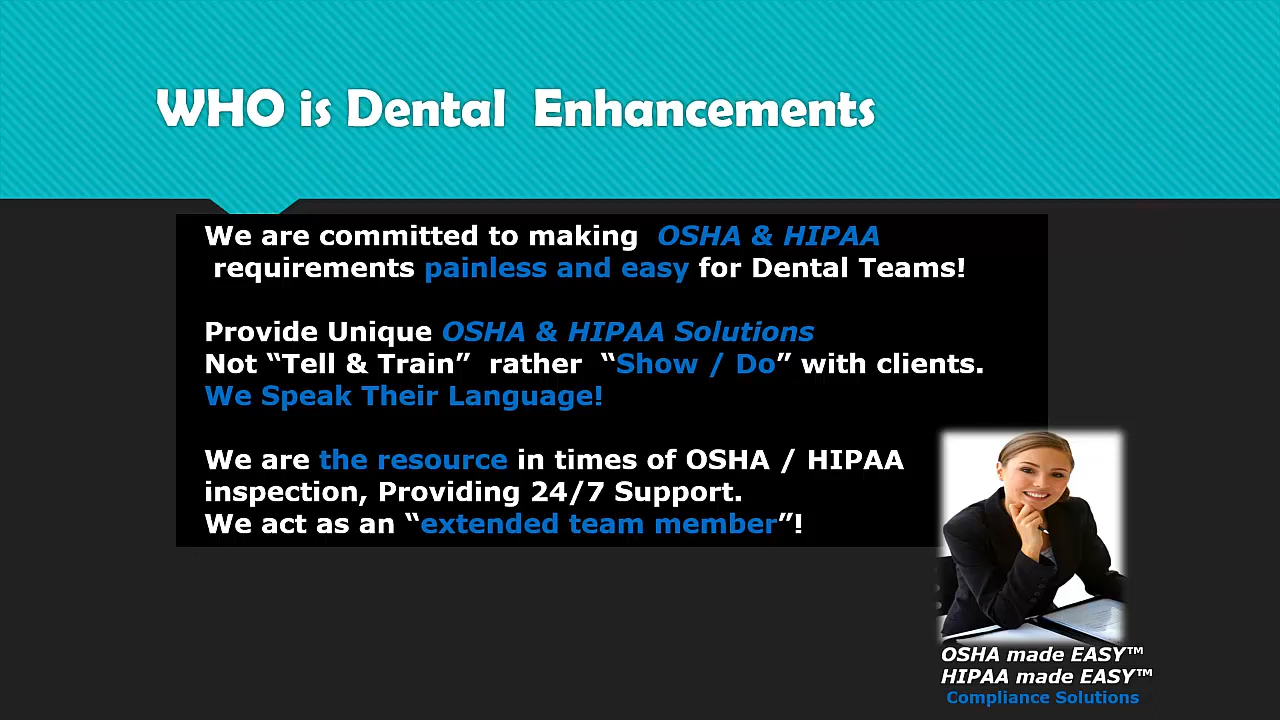 WHO is Dental Enhancements
We are committed to making OSHA & HIPAA
requirements painless and easy for Dental Teams!
Provide Unique OSHA & HIPAA Solutions
Not “Tell & Train” rather “Show / Do” with clients.
We Speak Their Language!
We are the resource in times of OSHA / HIPAA
inspection, Providing 24/7 Support.
We act as an “extended team member”!
OSHA made EASY™
HIPAA made EASY™
Compliance Solutions